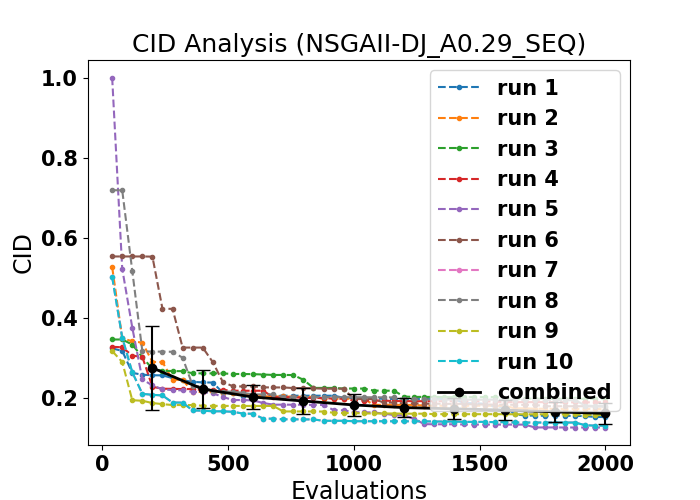 CID Analysis (NSGAII-DJ_A0.29_SEQ)
1.0
0.8
0.6
0.4
0.2
CID
run 1
run 2
run 3
run 4
run 5
run 6
run 7
run 8
run 9
run 10
combined
0
500
1000
1500
2000
Evaluations